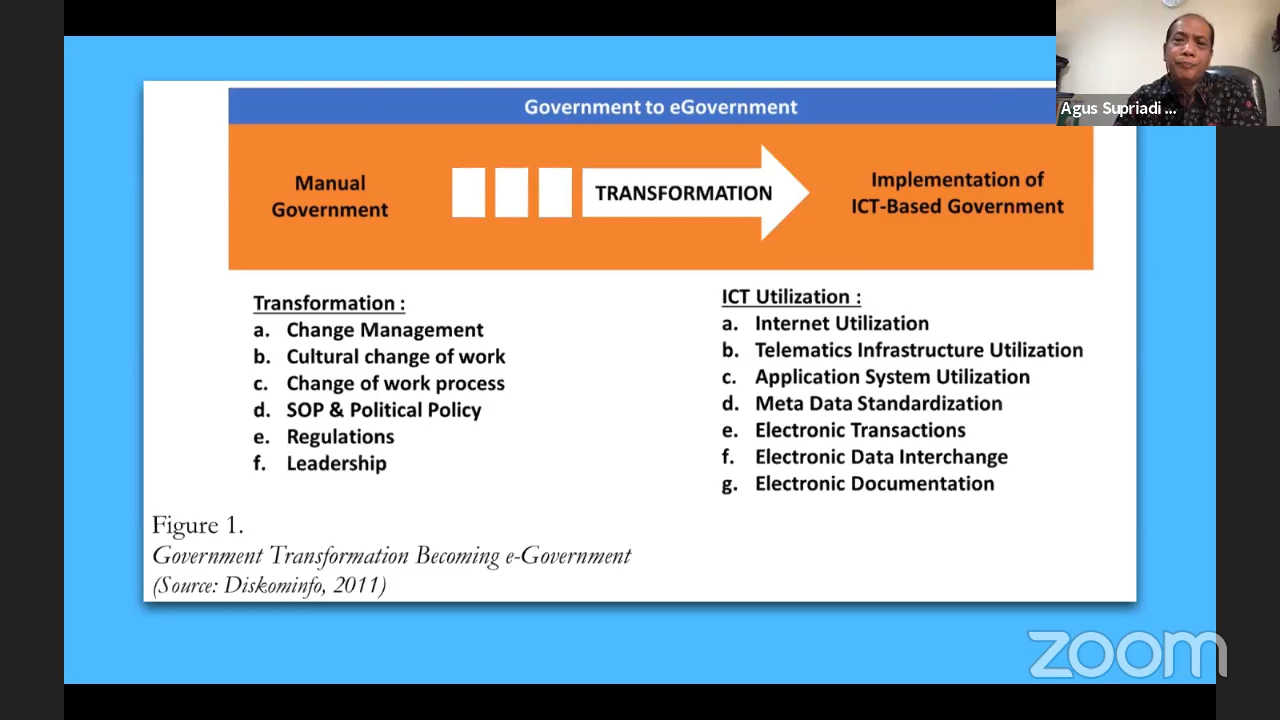 Government to eGovernment
Agus Supriadi ...
Manual
Government
TRANSFORMATION
Implementation of
ICT-Based Government
Transformation :
a. Change Management
b. Cultural change of work
c. Change of work process
d. SOP & Political Policy
e. Regulations
f. Leadership
ICT Utilization :
a. Internet Utilization
b. Telematics Infrastructure Utilization
c. Application System Utilization
d. Meta Data Standardization
e. Electronic Transactions
f. Electronic Data Interchange
g. Electronic Documentation
Figure 1.
Government Transformation Becoming e-Government
(Source: Diskominfo, 2011)
zoom